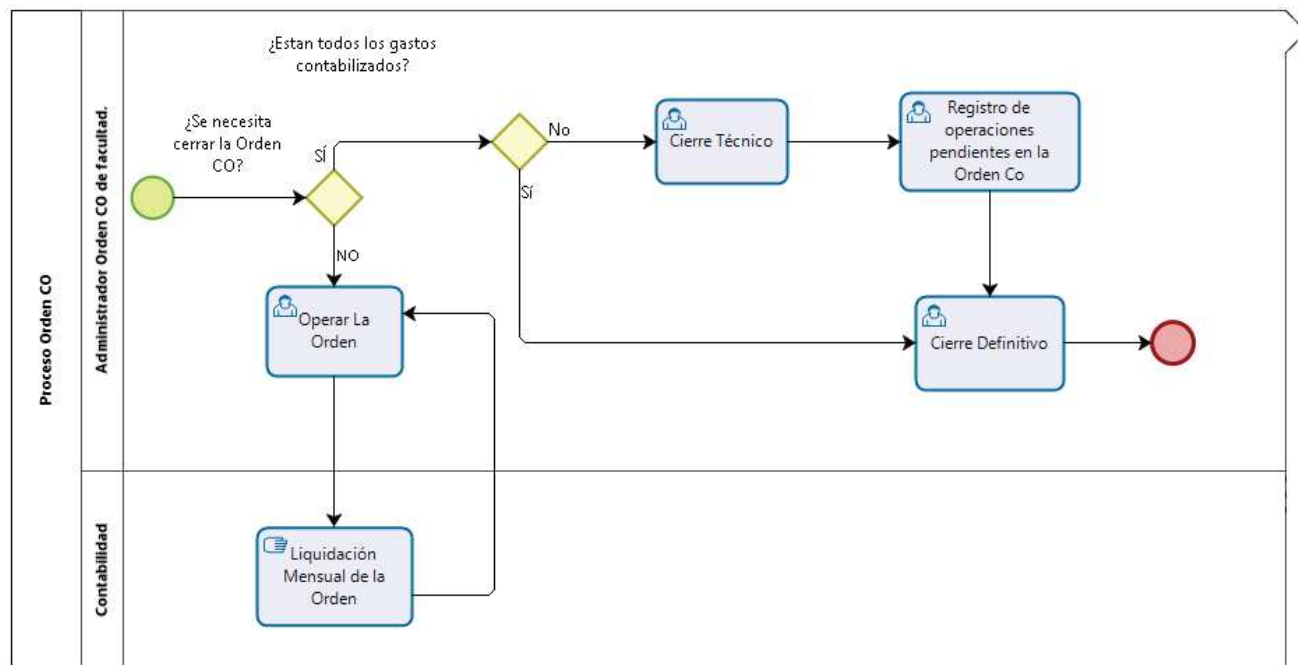 Proceso Orden CO
Administrador Orden CO de facultad.
Contabilidad
¿Estan todos los gastos
contabilizados?
¿Se necesita
cerrar la Orden
CO?
SÍ
NO
No
Sí
Cierre Técnico
Registro de
operaciones
pendientes en la
Orden Co
Operar La
Orden
Cierre Definitivo
Liquidación
Mensual de la
Orden